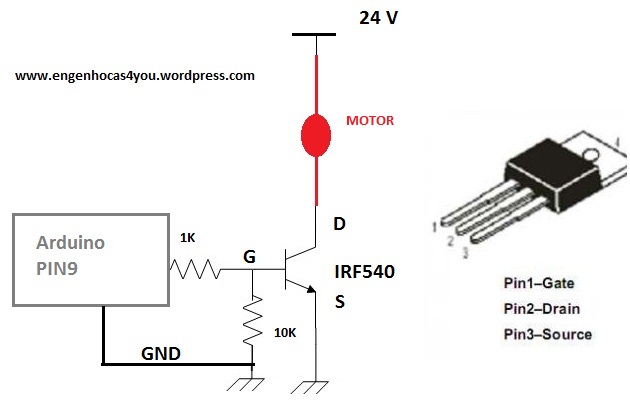 24 V
www.engenhocas4you.wordpress.com
MOTOR
Arduino
PIN9
1K
G
D
IRF540
S
10K
GND
1
2
3
4
Pin1–Gate
Pin2–Drain
Pin3–Source